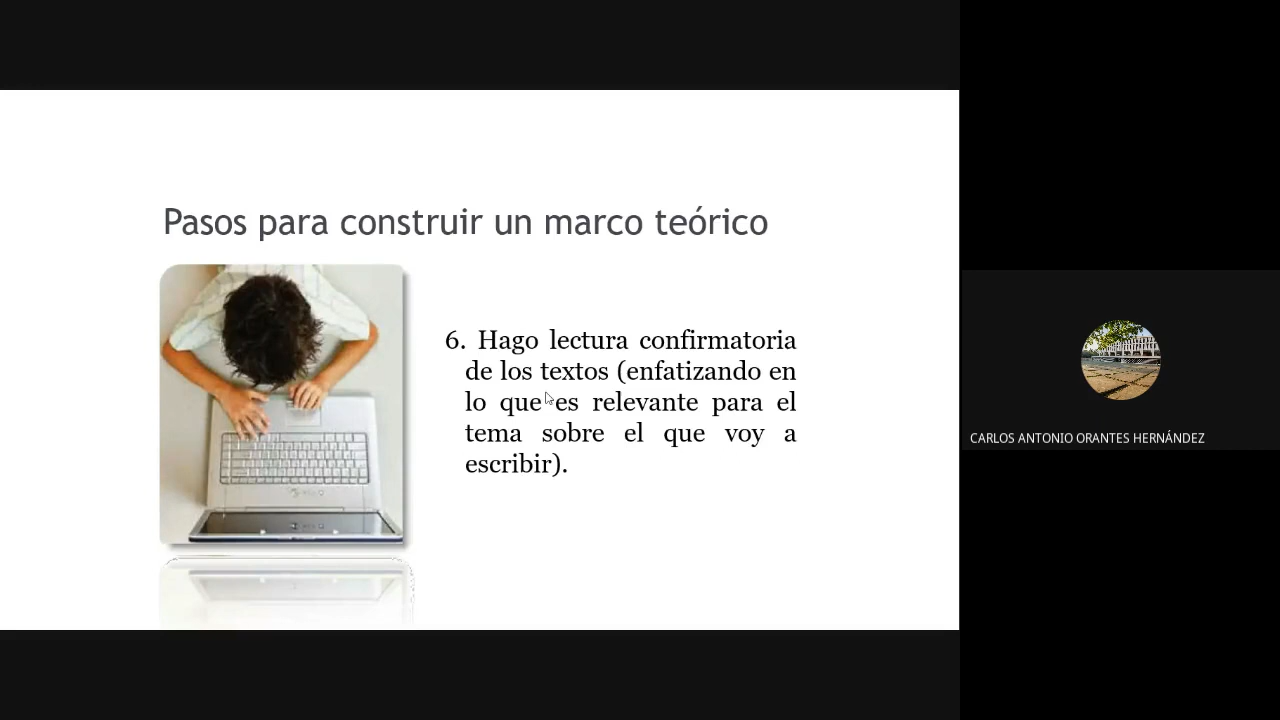 Pasos para construir un marco teórico
6. Hago lectura confirmatoria
de los textos (enfatizando en
lo que es relevante para el
tema sobre el que voy a
escribir).
CARLOS ANTONIO ORANTES HERNÁNDEZ